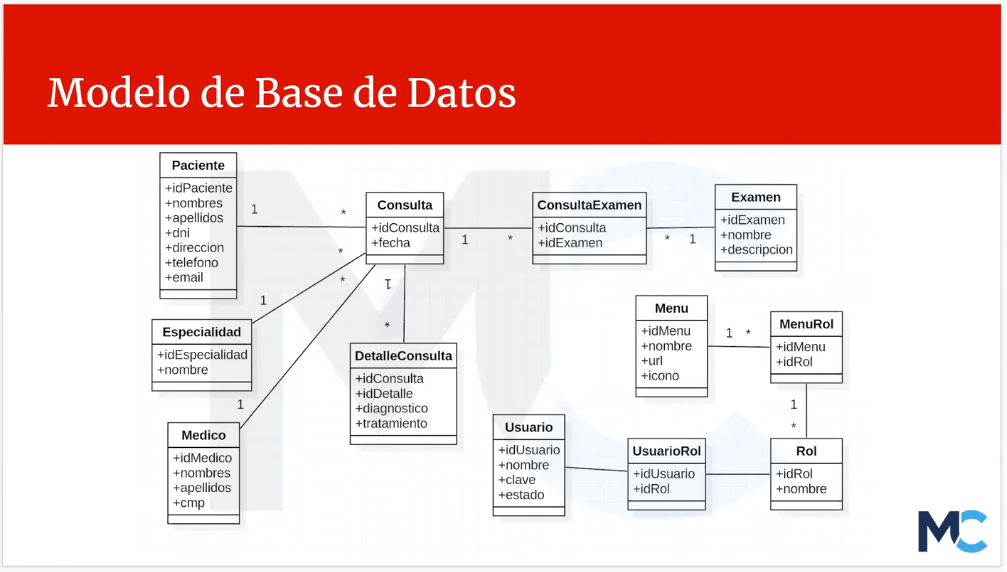 Modelo de Base de Datos
Paciente
+idPaciente
+nombres
+apellidos
+dni
+direccion
+telefono
+email
1
*
Consulta
+idConsulta
+fecha
1
*
ConsultaExamen
+idConsulta
+idExamen
*
1
Examen
+idExamen
+nombre
+descripcion
*
1
*
1
1
*
Especialidad
+idEspecialidad
+nombre
Medico
+idMedico
+nombres
+apellidos
+cmp
DetalleConsulta
+idConsulta
+idDetalle
+diagnostico
+tratamiento
Menu
+idMenu
+nombre
+url
+icono
1
*
MenuRol
+idMenu
+idRol
1
*
Usuario
+idUsuario
+nombre
+clave
+estado
UsuarioRol
+idUsuario
+idRol
Rol
+idRol
+nombre
MC